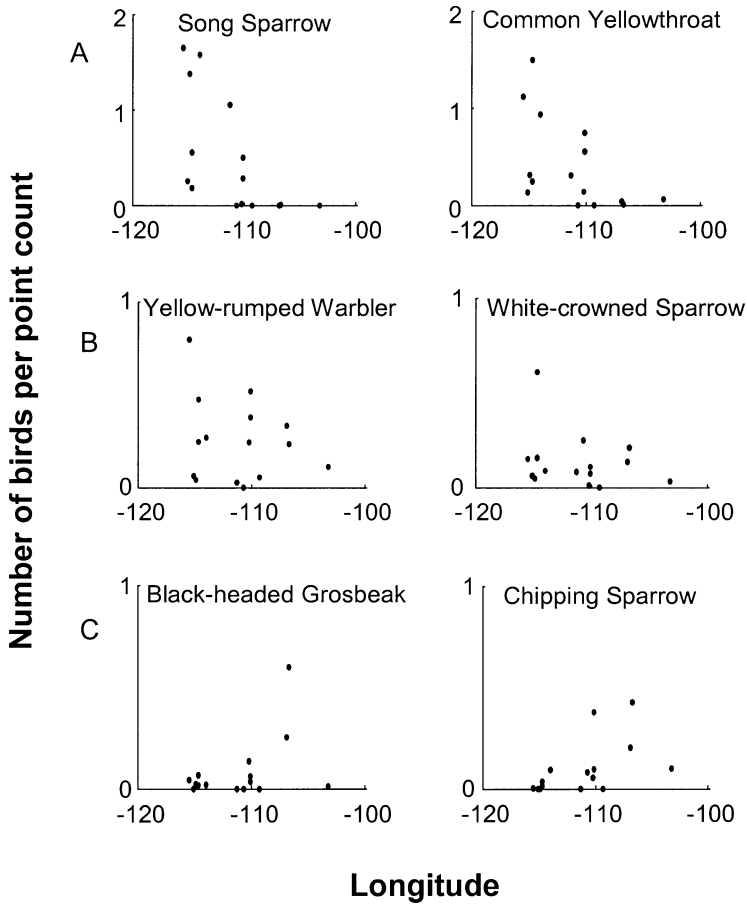 Number of birds per point count
A
Song Sparrow
2
1
0
-120 -110 -100
Common Yellowthroat
2
1
0
-120 -110 -100
B
Yellow-rumped Warbler
1
0
-120 -110 -100
White-crowned Sparrow
1
0
-120 -110 -100
C
Black-headed Grosbeak
1
0
-120 -110 -100
Chipping Sparrow
1
0
-120 -110 -100
Longitude